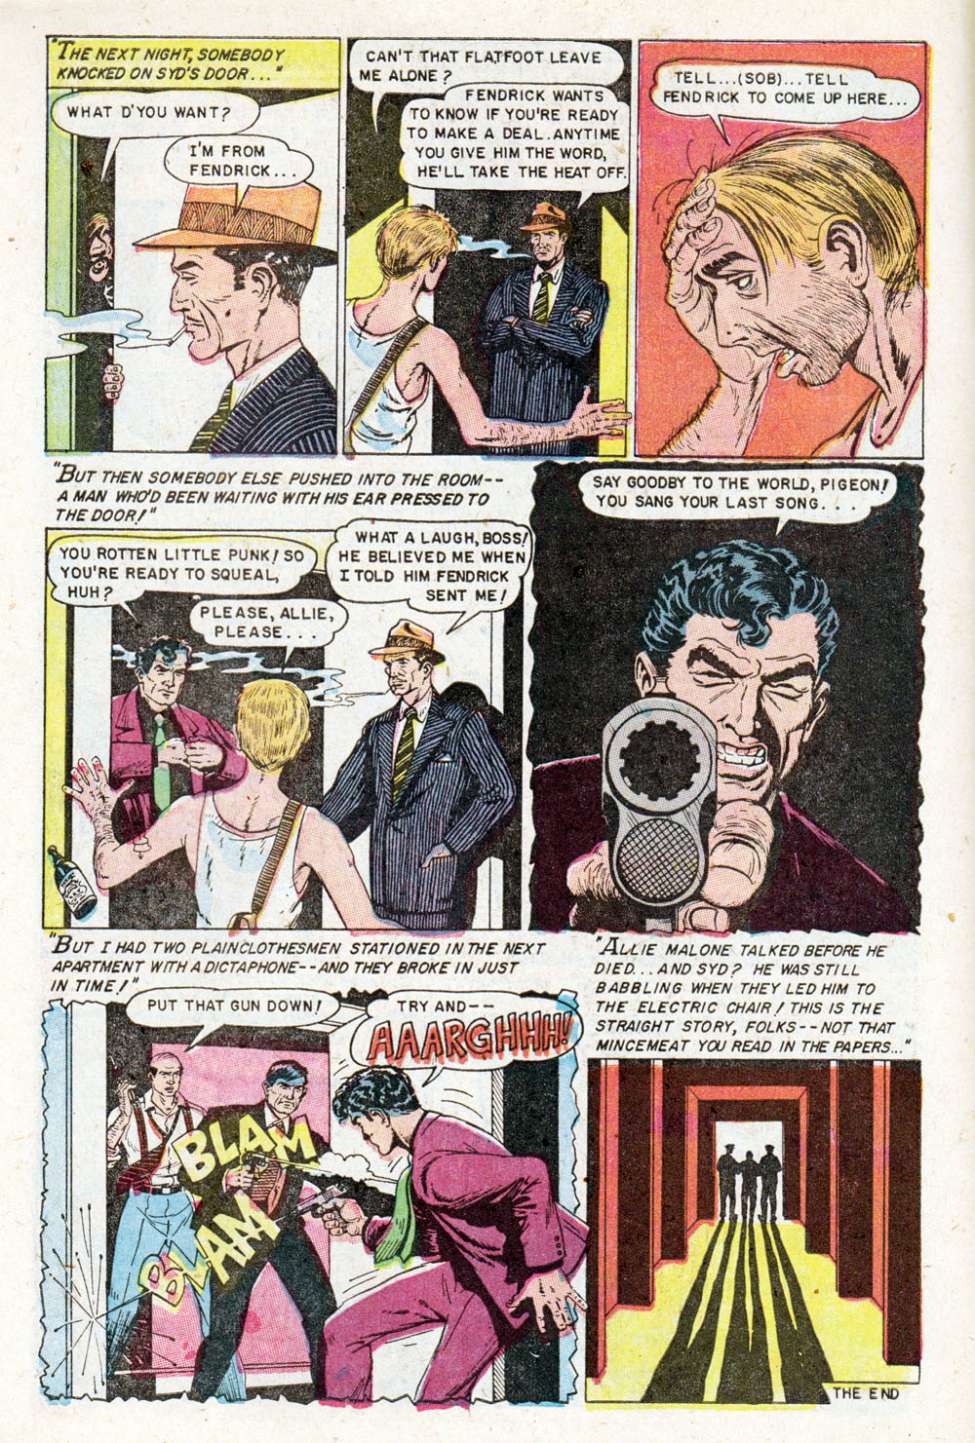 "THE NEXT NIGHT, SOMEBODY
KNOCKED ON SYD'S DOOR..."
WHAT D'YOU WANT?
I'M FROM
FENDRICK...
CAN'T THAT FLATFOOT LEAVE
ME ALONE?
FENDRICK WANTS
TO KNOW IF YOU'RE READY
TO MAKE A DEAL. ANYTIME
YOU GIVE HIM THE WORD,
HE'LL TAKE THE HEAT OFF.
TELL...(SOB)...TELL
FENDRICK TO COME UP HERE...
"BUT THEN SOMEBODY ELSE PUSHED INTO THE ROOM--
A MAN WHO'D BEEN WAITING WITH HIS EAR PRESSED TO
THE DOOR!"
YOU ROTTEN LITTLE PUNK! SO
YOU'RE READY TO SQUEAL,
HUH?
PLEASE, ALLIE,
PLEASE...
WHAT A LAUGH, BOSS!
HE BELIEVED ME WHEN
I TOLD HIM FENDRICK
SENT ME!
SAY GOODBY TO THE WORLD, PIGEON!
YOU SANG YOUR LAST SONG...
"BUT I HAD TWO PLAINCLOTHESMEN STATIONED IN THE NEXT
APARTMENT WITH A DICTAPHONE--AND THEY BROKE IN JUST
IN TIME!"
PUT THAT GUN DOWN!
TRY AND--
AAARGHHH!
BLAM
BLAM
BLAM
"ALLIE MALONE TALKED BEFORE HE
DIED...AND SYD? HE WAS STILL
BABBLING WHEN THEY LED HIM TO
THE ELECTRIC CHAIR! THIS IS THE
STRAIGHT STORY, FOLKS--NOT THAT
MINCEMEAT YOU READ IN THE PAPERS..."
THE END